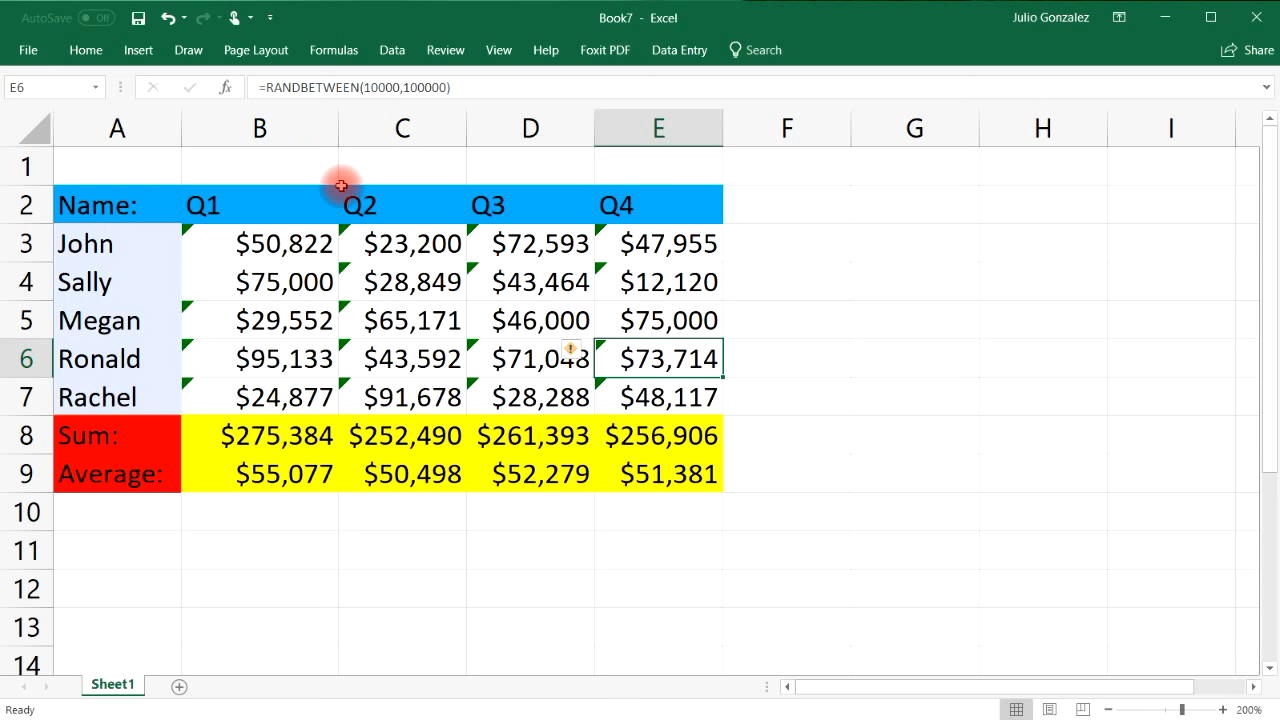 AutoSave Off Book7 - Excel Julio Gonzalez
File Home Insert Draw Page Layout Formulas Data Review View Help Foxit PDF Data Entry Search Share
E6 fx =RANDBETWEEN(10000,100000)
A B C D E F G H I
1
2 Name: Q1 Q2 Q3 Q4
3 John $50,822 $23,200 $72,593 $47,955
4 Sally $75,000 $28,849 $43,464 $12,120
5 Megan $29,552 $65,171 $46,000 $75,000
6 Ronald $95,133 $43,592 $71,048 $73,714
7 Rachel $24,877 $91,678 $28,288 $48,117
8 Sum: $275,384 $252,490 $261,393 $256,906
9 Average: $55,077 $50,498 $52,279 $51,381
10
11
12
13
14
Sheet1
Ready 200%